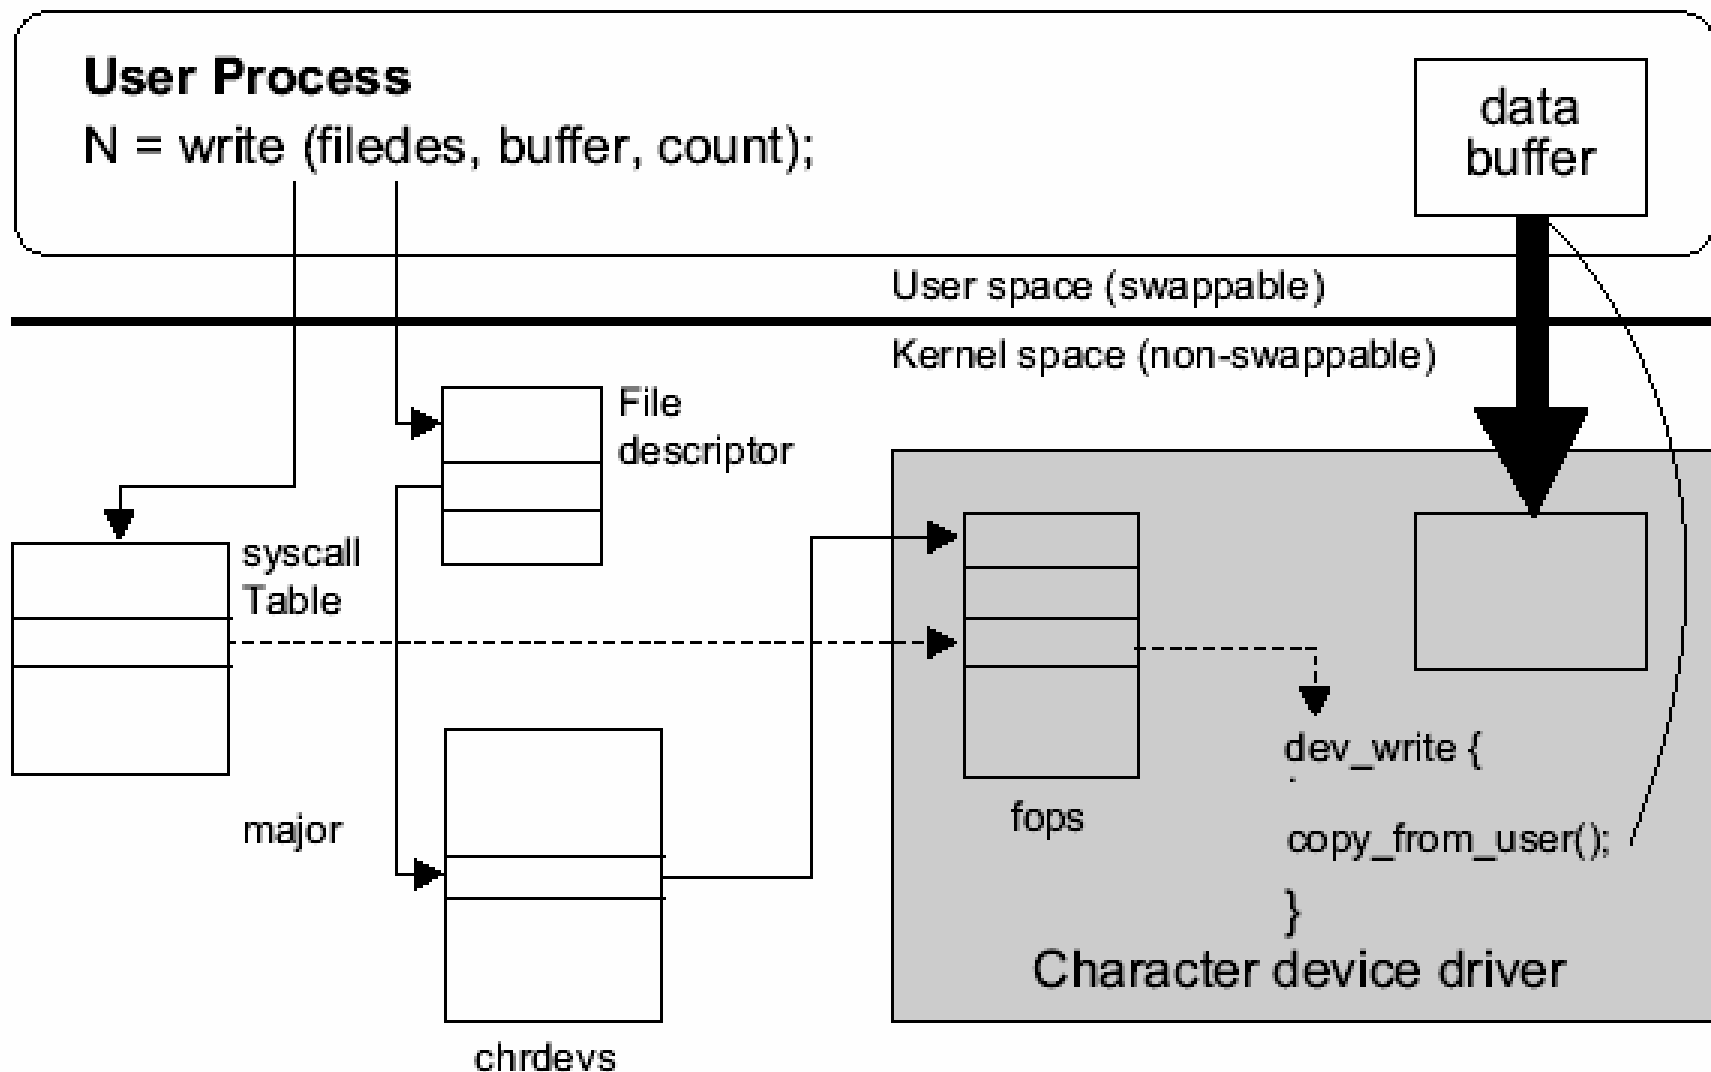 User Process
N = write (filedes, buffer, count);
data
buffer
User space (swappable)
Kernel space (non-swappable)
File
descriptor
syscall
Table
major
chrdevs
fops
dev_write {
.
copy_from_user();
}
Character device driver